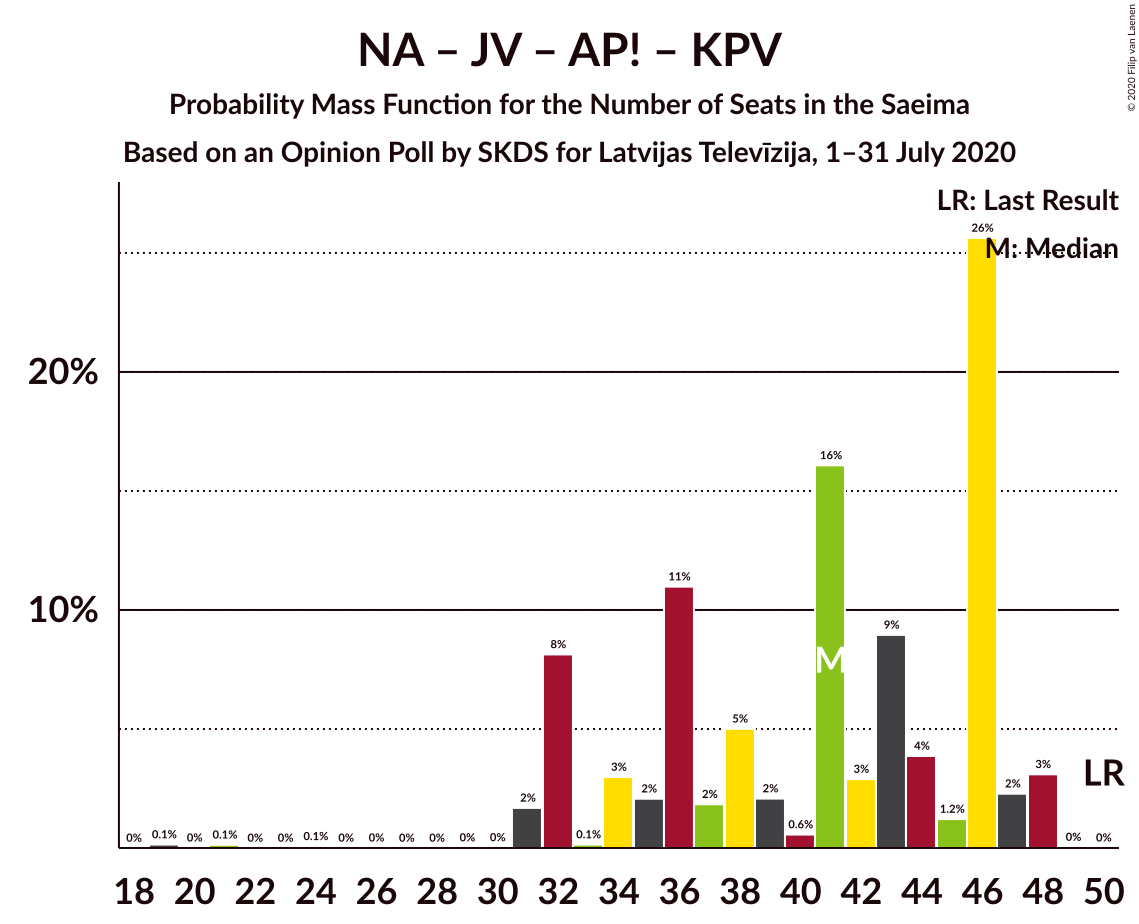 NA – JV – AP! – KPV
Probability Mass Function for the Number of Seats in the Saeima
Based on an Opinion Poll by SKDS for Latvijas Televīzija, 1–31 July 2020
© 2020 Filip van Laenen
LR: Last Result
M: Median
20%
10%
0% 0.1% 0% 0.1% 0% 0% 0.1% 0% 0% 0% 0% 0% 0% 2% 8% 0.1% 3% 2% 11% 2% 5% 2% 0.6% 16% 3% 9% 4% 1.2% 26% 2% 3% 0% 0%
M
LR
18 20 22 24 26 28 30 32 34 36 38 40 42 44 46 48 50